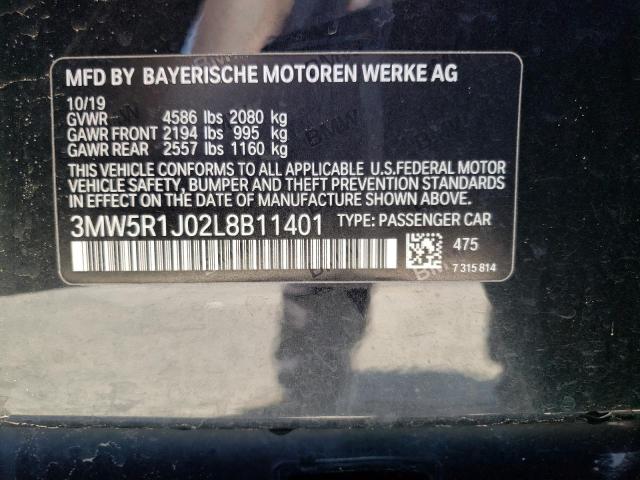 MFD BY BAYERISCHE MOTOREN WERKE AG
10/19
GVWR 4586 lbs 2080 kg
GAWR FRONT 2194 lbs 995 kg
GAWR REAR 2557 lbs 1160 kg
THIS VEHICLE CONFORMS TO ALL APPLICABLE U.S.FEDERAL MOTOR
VEHICLE SAFETY, BUMPER AND THEFT PREVENTION STANDARDS
IN EFFECT ON THE DATE OF MANUFACTURE SHOWN ABOVE.
3MW5R1J02L8B11401 TYPE: PASSENGER CAR
475
7 315 814